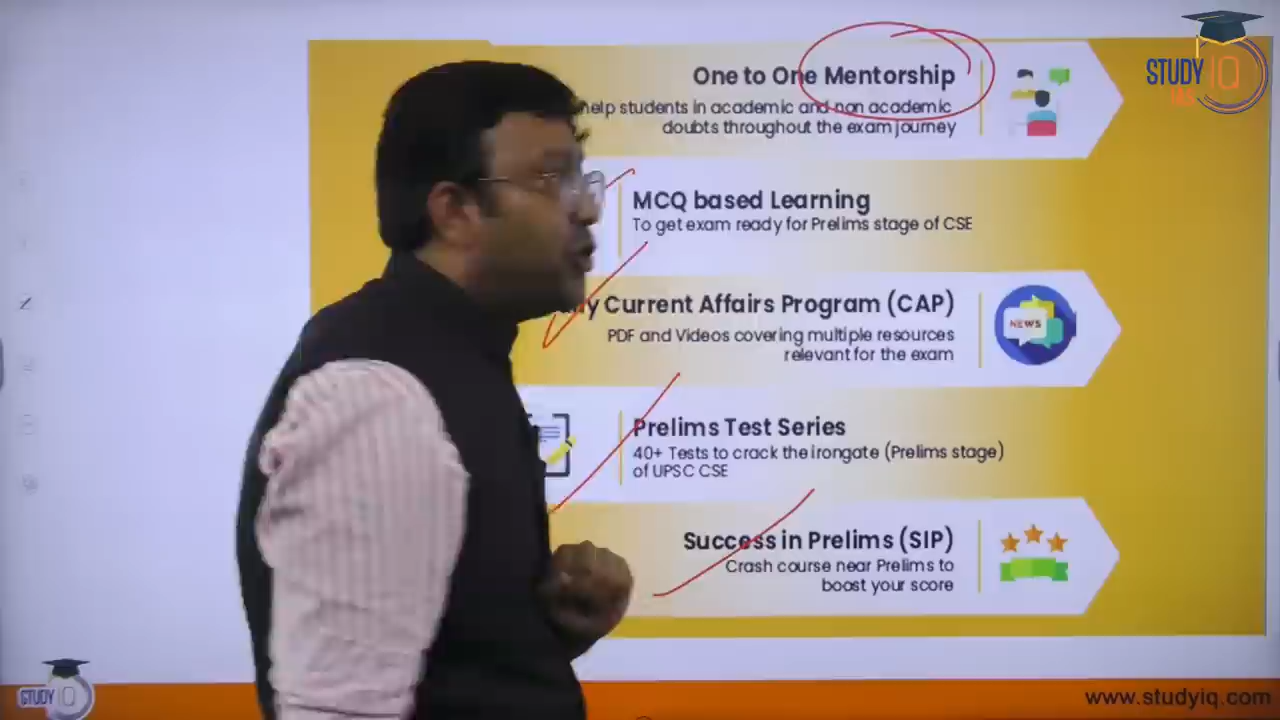 One to One Mentorship
help students in academic and non academic
doubts throughout the exam journey
MCQ based Learning
To get exam ready for Prelims stage of CSE
Current Affairs Program (CAP)
PDF and Videos covering multiple resources
relevant for the exam
NEWS
Prelims Test Series
40+ Tests to crack the irongate (Prelims stage)
of UPSC CSE
Success in Prelims (SIP)
Crash course near Prelims to
boost your score
STUDY IQ
IAS
STUDY IQ
www.studyiq.com